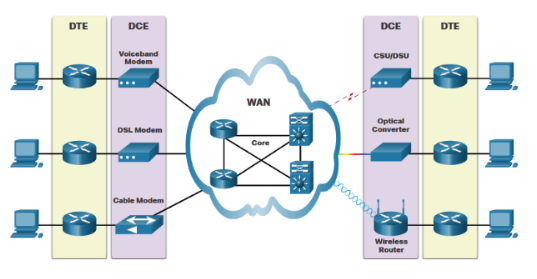 DTE
DCE
DCE
DTE
Voiceband
Modem
CSU/DSU
WAN
DSL Modem
Core
Optical
Converter
Cable Modem
Wireless
Router